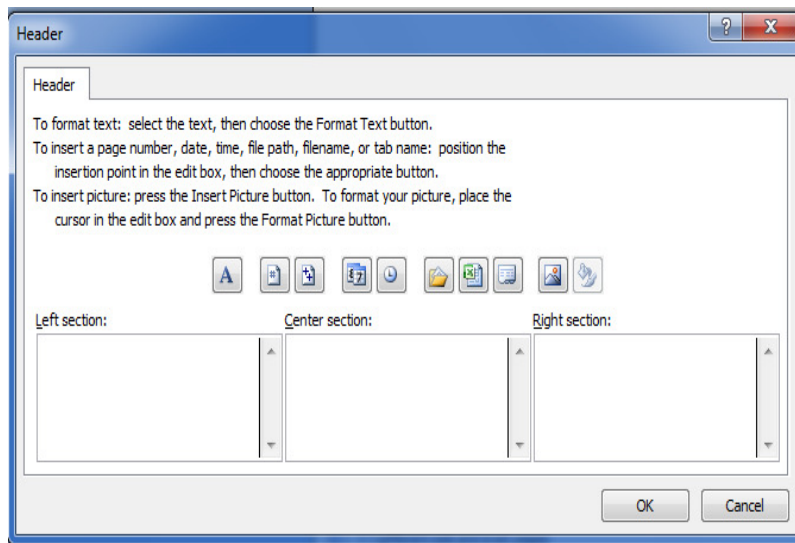 Header
Header
To format text: select the text, then choose the Format Text button.
To insert a page number, date, time, file path, filename, or tab name: position the
insertion point in the edit box, then choose the appropriate button.
To insert picture: press the Insert Picture button. To format your picture, place the
cursor in the edit box and press the Format Picture button.
A
Left section: Center section: Right section:
OK Cancel